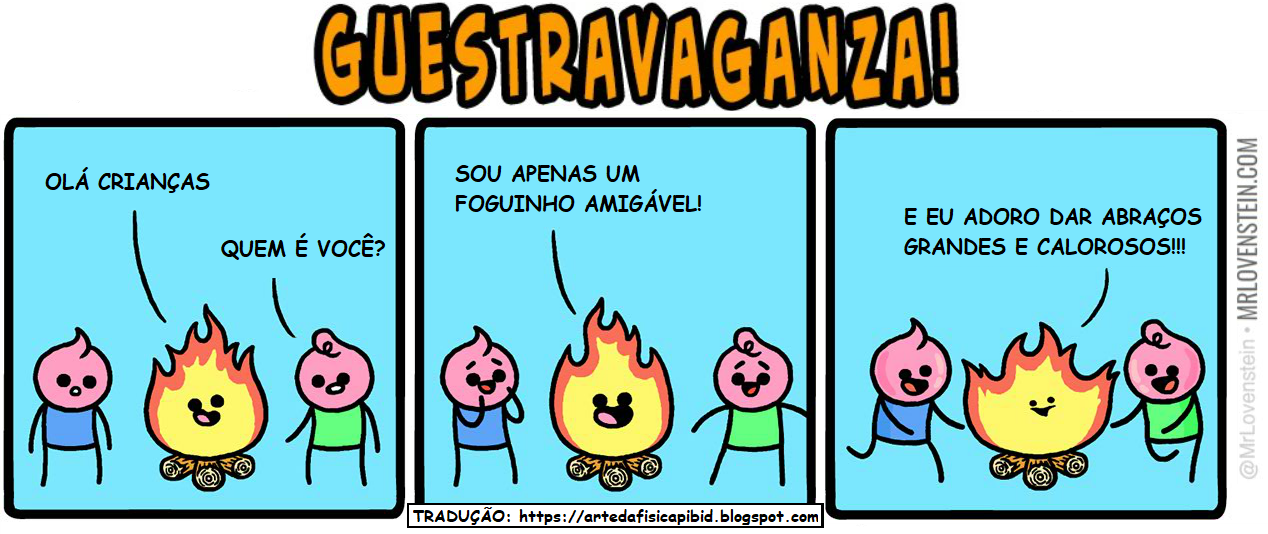 GUESTRAVAGANZA!
OLÁ CRIANÇAS
QUEM É VOCÊ?
SOU APENAS UM
FOGUINHO AMIGÁVEL!
E EU ADORO DAR ABRAÇOS
GRANDES E CALOROSOS!!!
@MrLovenstein • MRLOVENSTEIN.COM
TRADUÇÃO: https://artedafisicapibid.blogspot.com